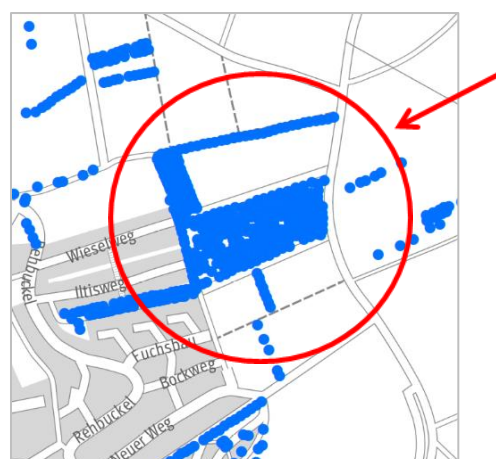 Wieselweg
Rehbuckel
Iltisweg
Fuchsbau
Bockweg
Rehbuckel
Neuer Weg